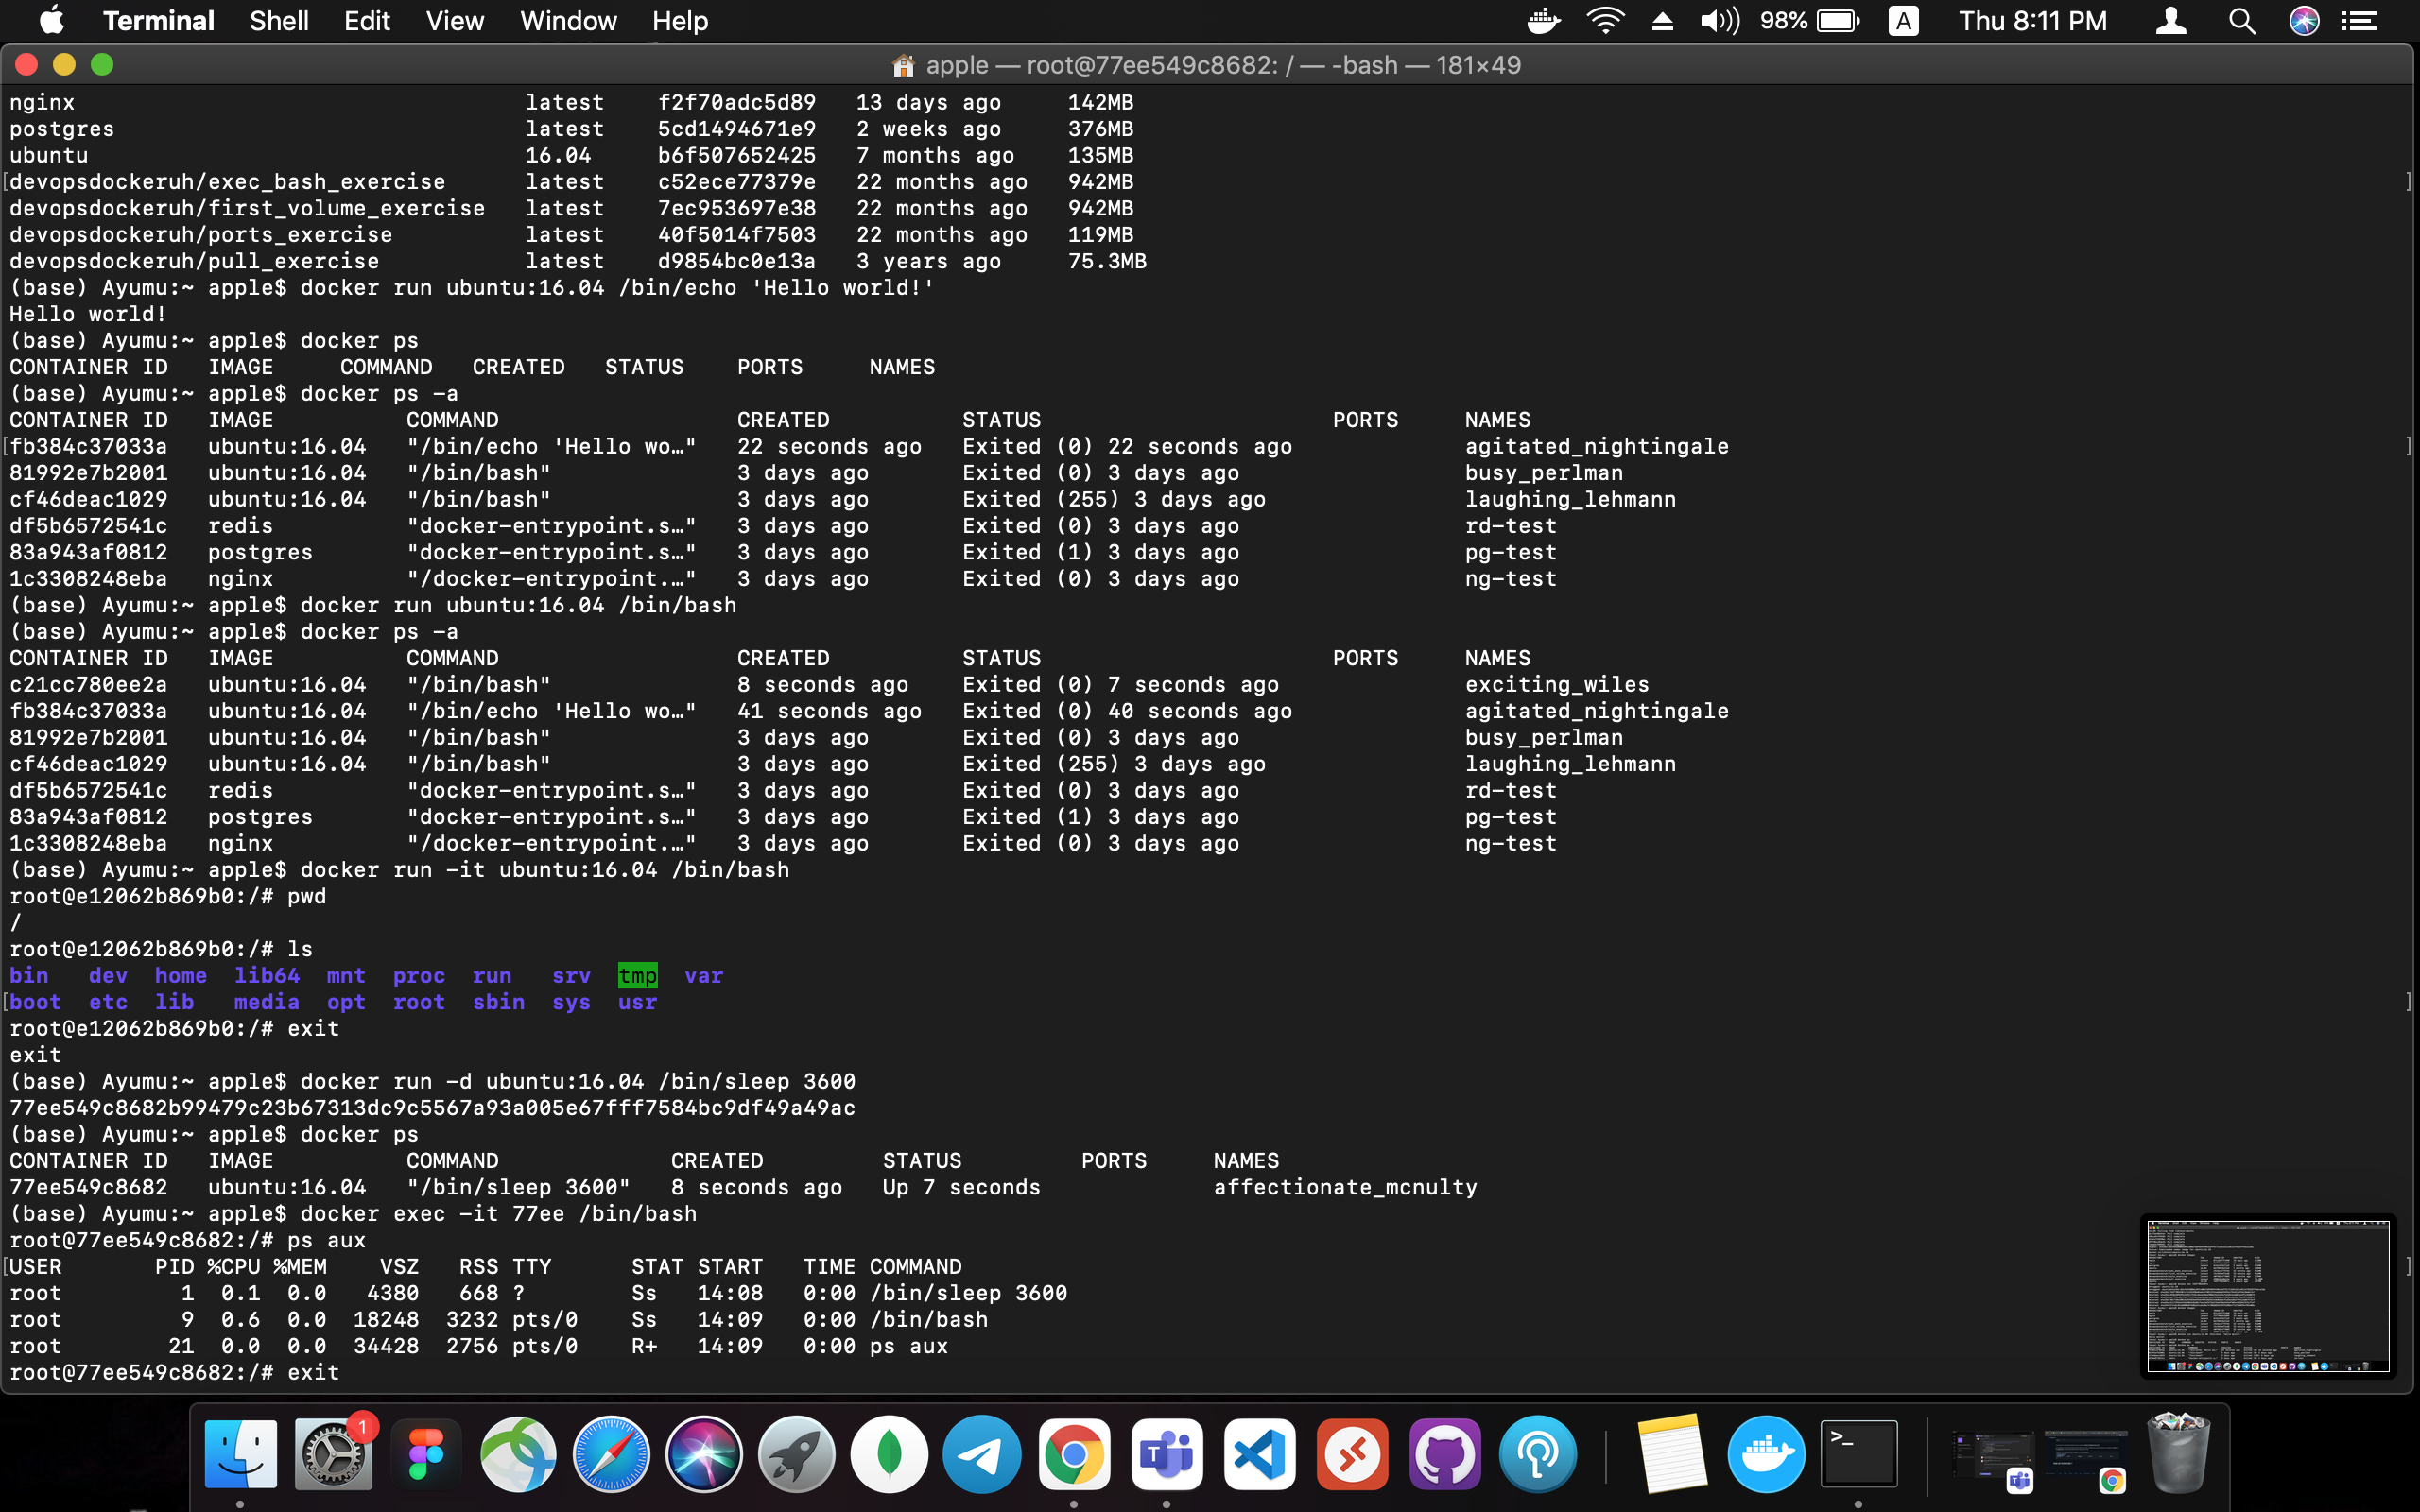 Terminal Shell Edit View Window Help 98% A Thu 8:11 PM
apple — root@77ee549c8682: / — -bash — 181×49
nginx latest f2f70adc5d89 13 days ago 142MB
postgres latest 5cd1494671e9 2 weeks ago 376MB
ubuntu 16.04 b6f507652425 7 months ago 135MB
[devopsdockeruh/exec_bash_exercise latest c52ece77379e 22 months ago 942MB ]
devopsdockeruh/first_volume_exercise latest 7ec953697e38 22 months ago 942MB
devopsdockeruh/ports_exercise latest 40f5014f7503 22 months ago 119MB
devopsdockeruh/pull_exercise latest d9854bc0e13a 3 years ago 75.3MB
(base) Ayumu:~ apple$ docker run ubuntu:16.04 /bin/echo 'Hello world!'
Hello world!
(base) Ayumu:~ apple$ docker ps
CONTAINER ID IMAGE COMMAND CREATED STATUS PORTS NAMES
(base) Ayumu:~ apple$ docker ps -a
CONTAINER ID IMAGE COMMAND CREATED STATUS PORTS NAMES
[fb384c37033a ubuntu:16.04 "/bin/echo 'Hello wo…" 22 seconds ago Exited (0) 22 seconds ago agitated_nightingale ]
81992e7b2001 ubuntu:16.04 "/bin/bash" 3 days ago Exited (0) 3 days ago busy_perlman
cf46deac1029 ubuntu:16.04 "/bin/bash" 3 days ago Exited (255) 3 days ago laughing_lehmann
df5b6572541c redis "docker-entrypoint.s…" 3 days ago Exited (0) 3 days ago rd-test
83a943af0812 postgres "docker-entrypoint.s…" 3 days ago Exited (1) 3 days ago pg-test
1c3308248eba nginx "/docker-entrypoint.…" 3 days ago Exited (0) 3 days ago ng-test
(base) Ayumu:~ apple$ docker run ubuntu:16.04 /bin/bash
(base) Ayumu:~ apple$ docker ps -a
CONTAINER ID IMAGE COMMAND CREATED STATUS PORTS NAMES
c21cc780ee2a ubuntu:16.04 "/bin/bash" 8 seconds ago Exited (0) 7 seconds ago exciting_wiles
fb384c37033a ubuntu:16.04 "/bin/echo 'Hello wo…" 41 seconds ago Exited (0) 40 seconds ago agitated_nightingale
81992e7b2001 ubuntu:16.04 "/bin/bash" 3 days ago Exited (0) 3 days ago busy_perlman
cf46deac1029 ubuntu:16.04 "/bin/bash" 3 days ago Exited (255) 3 days ago laughing_lehmann
df5b6572541c redis "docker-entrypoint.s…" 3 days ago Exited (0) 3 days ago rd-test
83a943af0812 postgres "docker-entrypoint.s…" 3 days ago Exited (1) 3 days ago pg-test
1c3308248eba nginx "/docker-entrypoint.…" 3 days ago Exited (0) 3 days ago ng-test
(base) Ayumu:~ apple$ docker run -it ubuntu:16.04 /bin/bash
root@e12062b869b0:/# pwd
/
root@e12062b869b0:/# ls
bin dev home lib64 mnt proc run srv tmp var
[boot etc lib media opt root sbin sys usr ]
root@e12062b869b0:/# exit
exit
(base) Ayumu:~ apple$ docker run -d ubuntu:16.04 /bin/sleep 3600
77ee549c8682b99479c23b67313dc9c5567a93a005e67fff7584bc9df49a49ac
(base) Ayumu:~ apple$ docker ps
CONTAINER ID IMAGE COMMAND CREATED STATUS PORTS NAMES
77ee549c8682 ubuntu:16.04 "/bin/sleep 3600" 8 seconds ago Up 7 seconds affectionate_mcnulty
(base) Ayumu:~ apple$ docker exec -it 77ee /bin/bash
root@77ee549c8682:/# ps aux
[USER PID %CPU %MEM VSZ RSS TTY STAT START TIME COMMAND ]
root 1 0.1 0.0 4380 668 ? Ss 14:08 0:00 /bin/sleep 3600
root 9 0.6 0.0 18248 3232 pts/0 Ss 14:09 0:00 /bin/bash
root 21 0.0 0.0 34428 2756 pts/0 R+ 14:09 0:00 ps aux
root@77ee549c8682:/# exit
1